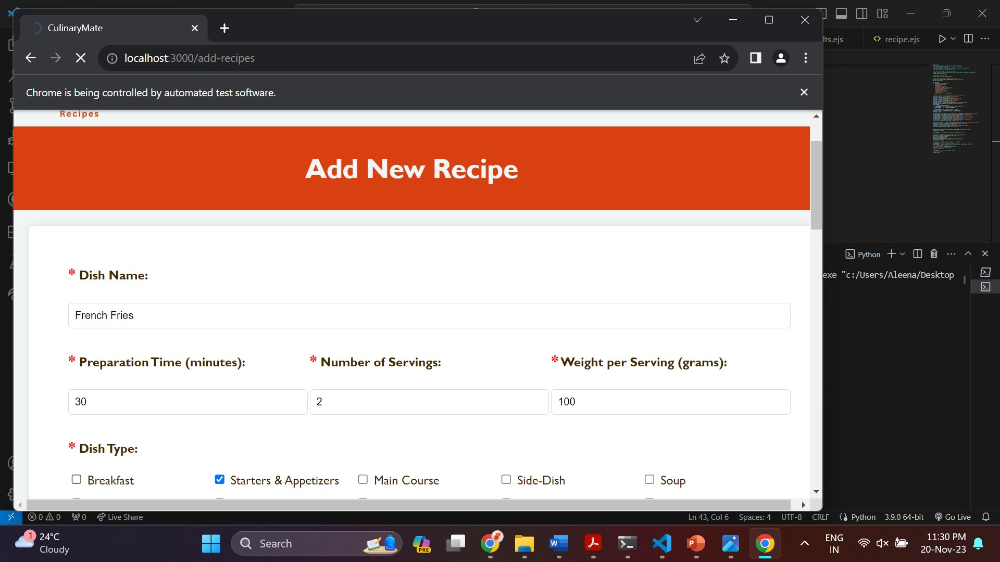 CulinaryMate
lts.ejs
recipe.ejs
localhost:3000/add-recipes
Chrome is being controlled by automated test software.
Recipes
Add New Recipe
* Dish Name:
French Fries
* Preparation Time (minutes):
* Number of Servings:
* Weight per Serving (grams):
30
2
100
* Dish Type:
Breakfast
Starters & Appetizers
Main Course
Side-Dish
Soup
Python
exe "c:/Users/Aleena/Desktop
0
0
0
Live Share
Ln 43, Col 6
Spaces: 4
UTF-8
CRLF
Python
3.9.0 64-bit
Go Live
1
24°C
Cloudy
Search
PRE
W
P
ENG
IN
11:30 PM
20-Nov-23